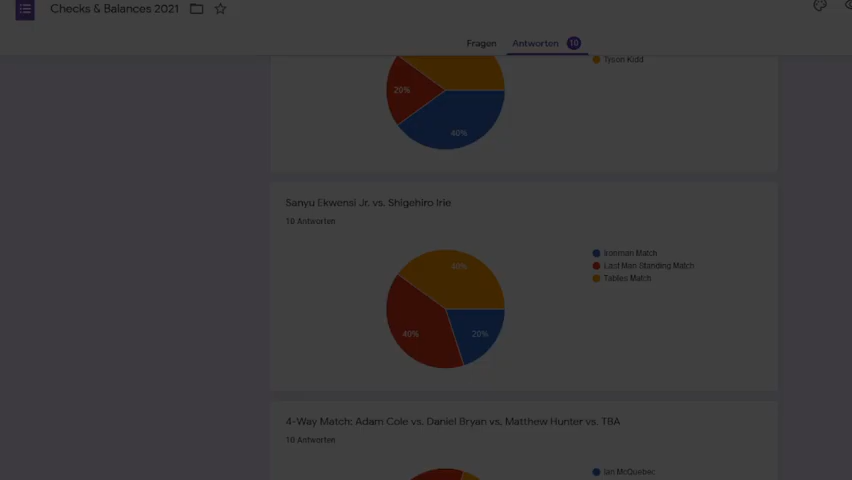 Checks & Balances 2021
Fragen
Antworten 10
Tyson Kidd
20%
40%
Sanyu Ekwensi Jr. vs. Shigehiro Irie
10 Antworten
40%
40%
20%
Ironman Match
Last Man Standing Match
Tables Match
4-Way Match: Adam Cole vs. Daniel Bryan vs. Matthew Hunter vs. TBA
10 Antworten
Ian McQuebec